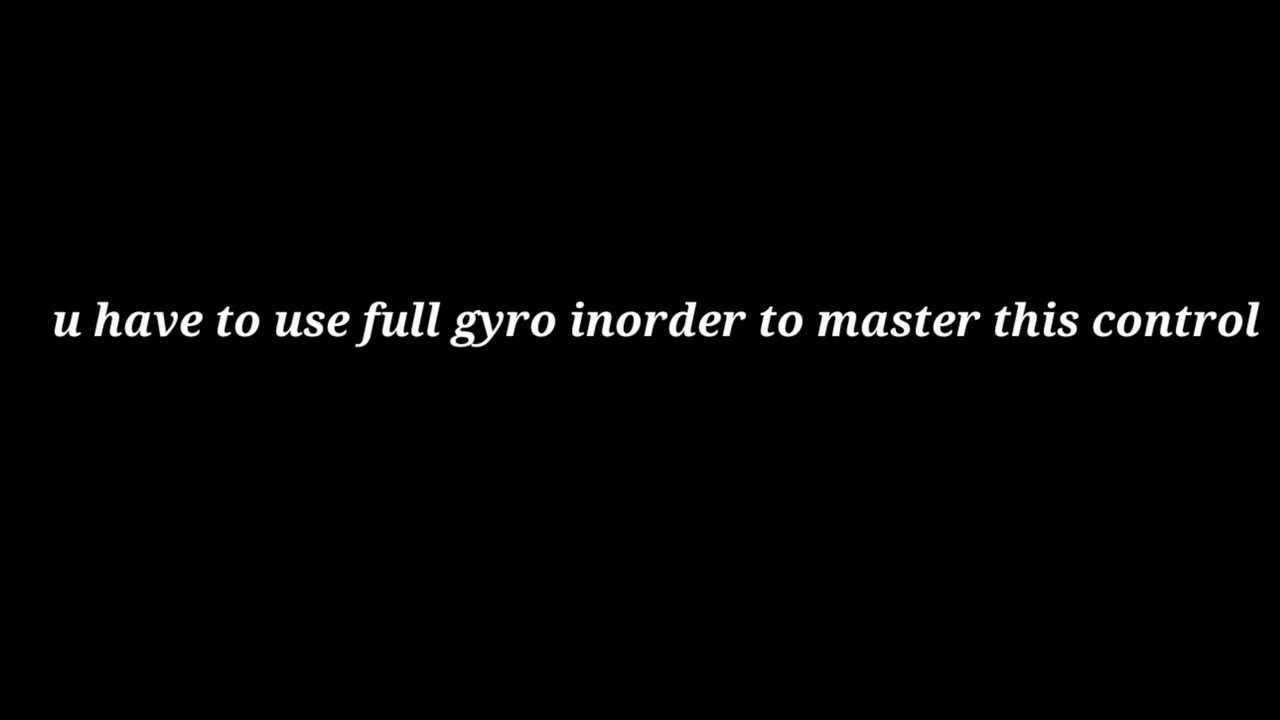 u have to use full gyro inorder to master this control